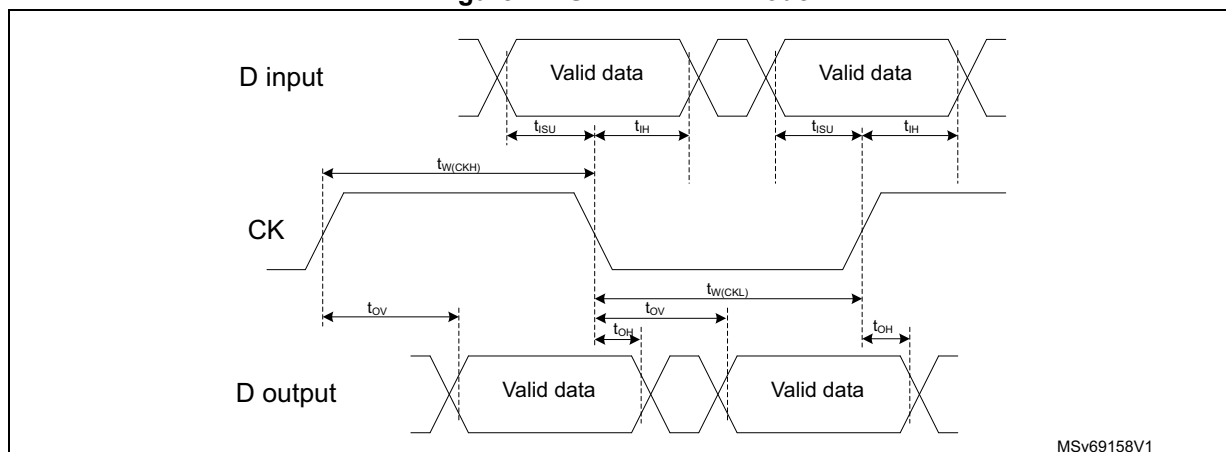 D input
Valid data
Valid data
tISU
tIH
tISU
tIH
tW(CKH)
CK
tW(CKL)
tOV
tOV
tOH
tOH
D output
Valid data
Valid data
MSv69158V1